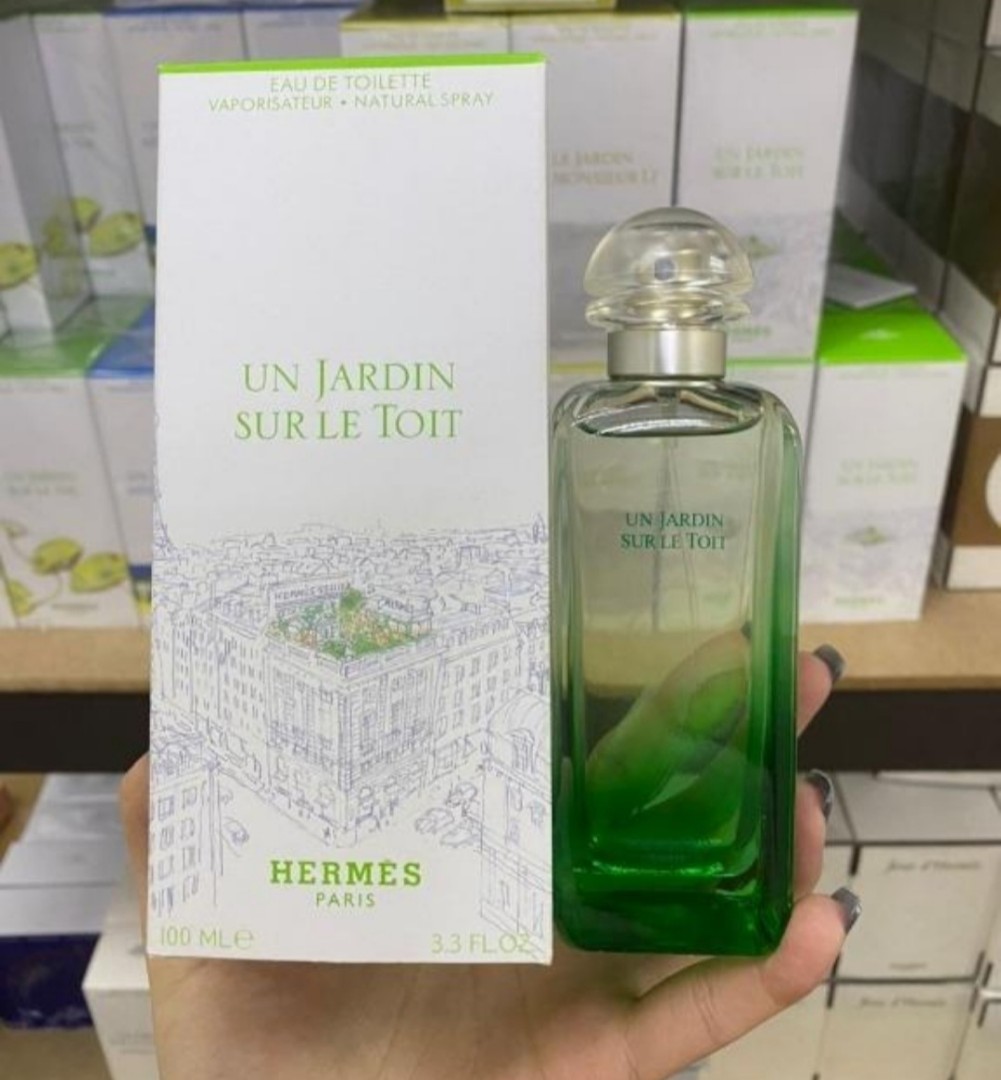 EAU DE TOILETTE
VAPORISATEUR • NATURAL SPRAY
UN JARDIN
SUR LE TOIT
HERMÈS
PARIS
100 ML℮
3.3 FL.OZ
UN JARDIN
SUR LE TOIT
UN JARDIN
SUR LE TOIT
HERMÈS